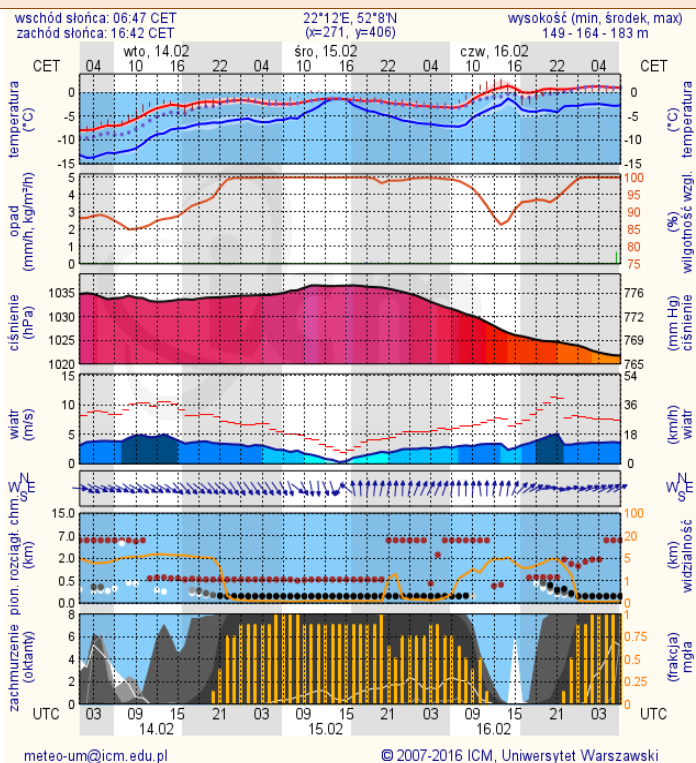 wschód słońca: 06:47 CET
zachód słońca: 16:42 CET
22°12'E, 52°8'N
(x=271, y=406)
wysokość (min, środek, max)
149 - 164 - 183 m
wto, 14.02 śro, 15.02 czw, 16.02
CET 04 10 16 22 04 10 16 22 04 10 16 22 04 CET
temperatura
(°C)
0
-5
-10
-15
0
-5
-10
-15
temperatura
(°C)
opad
(mm/h, kg/m²/h)
5
4
3
2
1
0
100
95
90
85
80
75
(%)
wilgotność wzgl.
ciśnienie
(hPa)
1035
1030
1025
1020
776
772
769
765
(mm Hg)
ciśnienie
wiatr
(m/s)
15
10
5
0
54
36
18
0
(km/h)
wiatr
N
W E
S
N
W E
S
pion. rozciągł. chm
(km)
15.0
7.0
2.0
0.5
0.0
100
20
5
1
0
(km)
widzialność
zachmurzenie
(oktanty)
8
6
4
2
0
1
0.75
0.5
0.25
0
(frakcja)
mgła
UTC 03 09 15 21 03 09 15 21 03 09 15 21 03 UTC
14.02 15.02 16.02
meteo-um@icm.edu.pl
© 2007-2016 ICM, Uniwersytet Warszawski